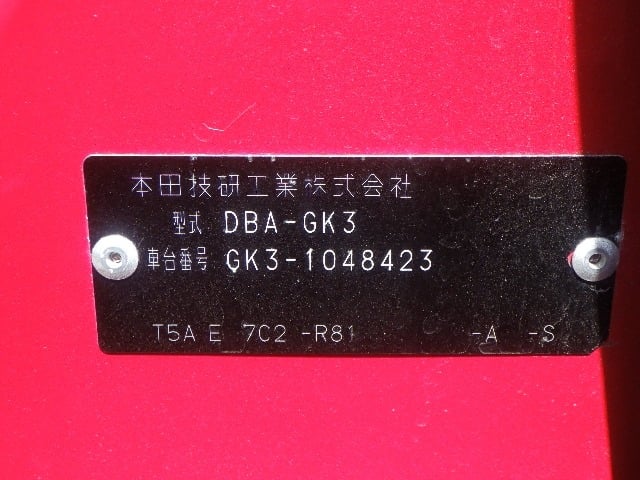 本田技研工業株式会社
型式 DBA-GK3
車台番号 GK3-1048423
T5A E 7C2 -R81 -A -S